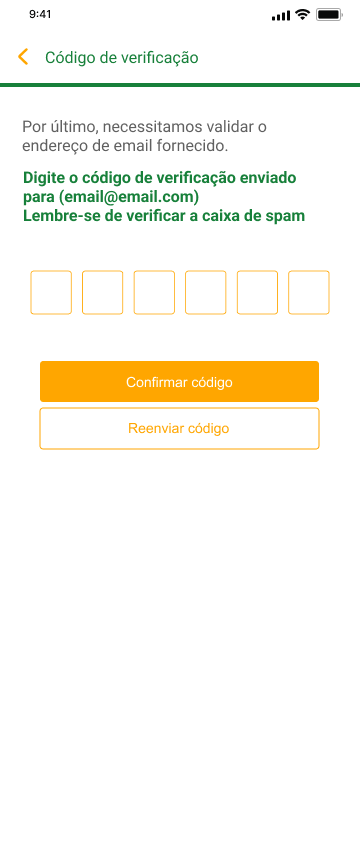 9:41
Código de verificação
Por último, necessitamos validar o
endereço de email fornecido.
Digite o código de verificação enviado
para (email@email.com)
Lembre-se de verificar a caixa de spam
Confirmar código
Reenviar código